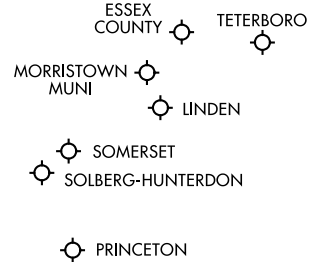 ESSEX
COUNTY
TETERBORO
MORRISTOWN
MUNI
LINDEN
SOMERSET
SOLBERG-HUNTERDON
PRINCETON